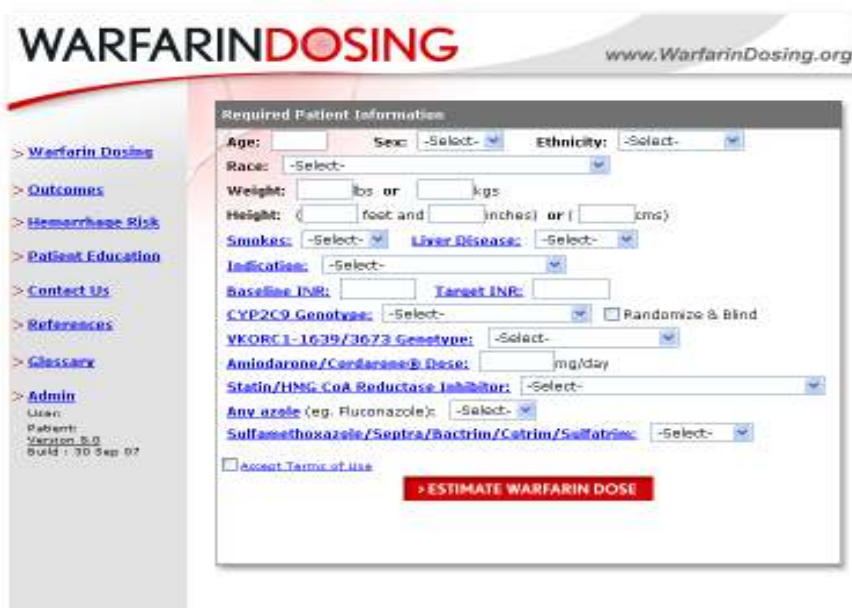 WARFARINDOSING
www.WarfarinDosing.org
> Warfarin Dosing
> Outcomes
> Hemorrhage Risk
> Patient Education
> Contact Us
> References
> Glossary
> Admin
User:
Patient:
Version 8.0
Build : 30 Sep 07
Required Patient Information
Age: Sex: -Select- Ethnicity: -Select-
Race: -Select-
Weight: lbs or kgs
Height: ( feet and inches) or ( cms)
Smokes: -Select- Liver Disease: -Select-
Indication: -Select-
Baseline INR: Target INR:
CYP2C9 Genotype: -Select- Randomize & Blind
VKORC1-1639/3673 Genotype: -Select-
Amiodarone/Cordarone® Dose: mg/day
Statin/HMG CoA Reductase Inhibitor: -Select-
Any azole (eg. Fluconazole): -Select-
Sulfamethoxazole/Septra/Bactrim/Cotrim/Sulfatrim: -Select-
Accept Terms of Use
> ESTIMATE WARFARIN DOSE